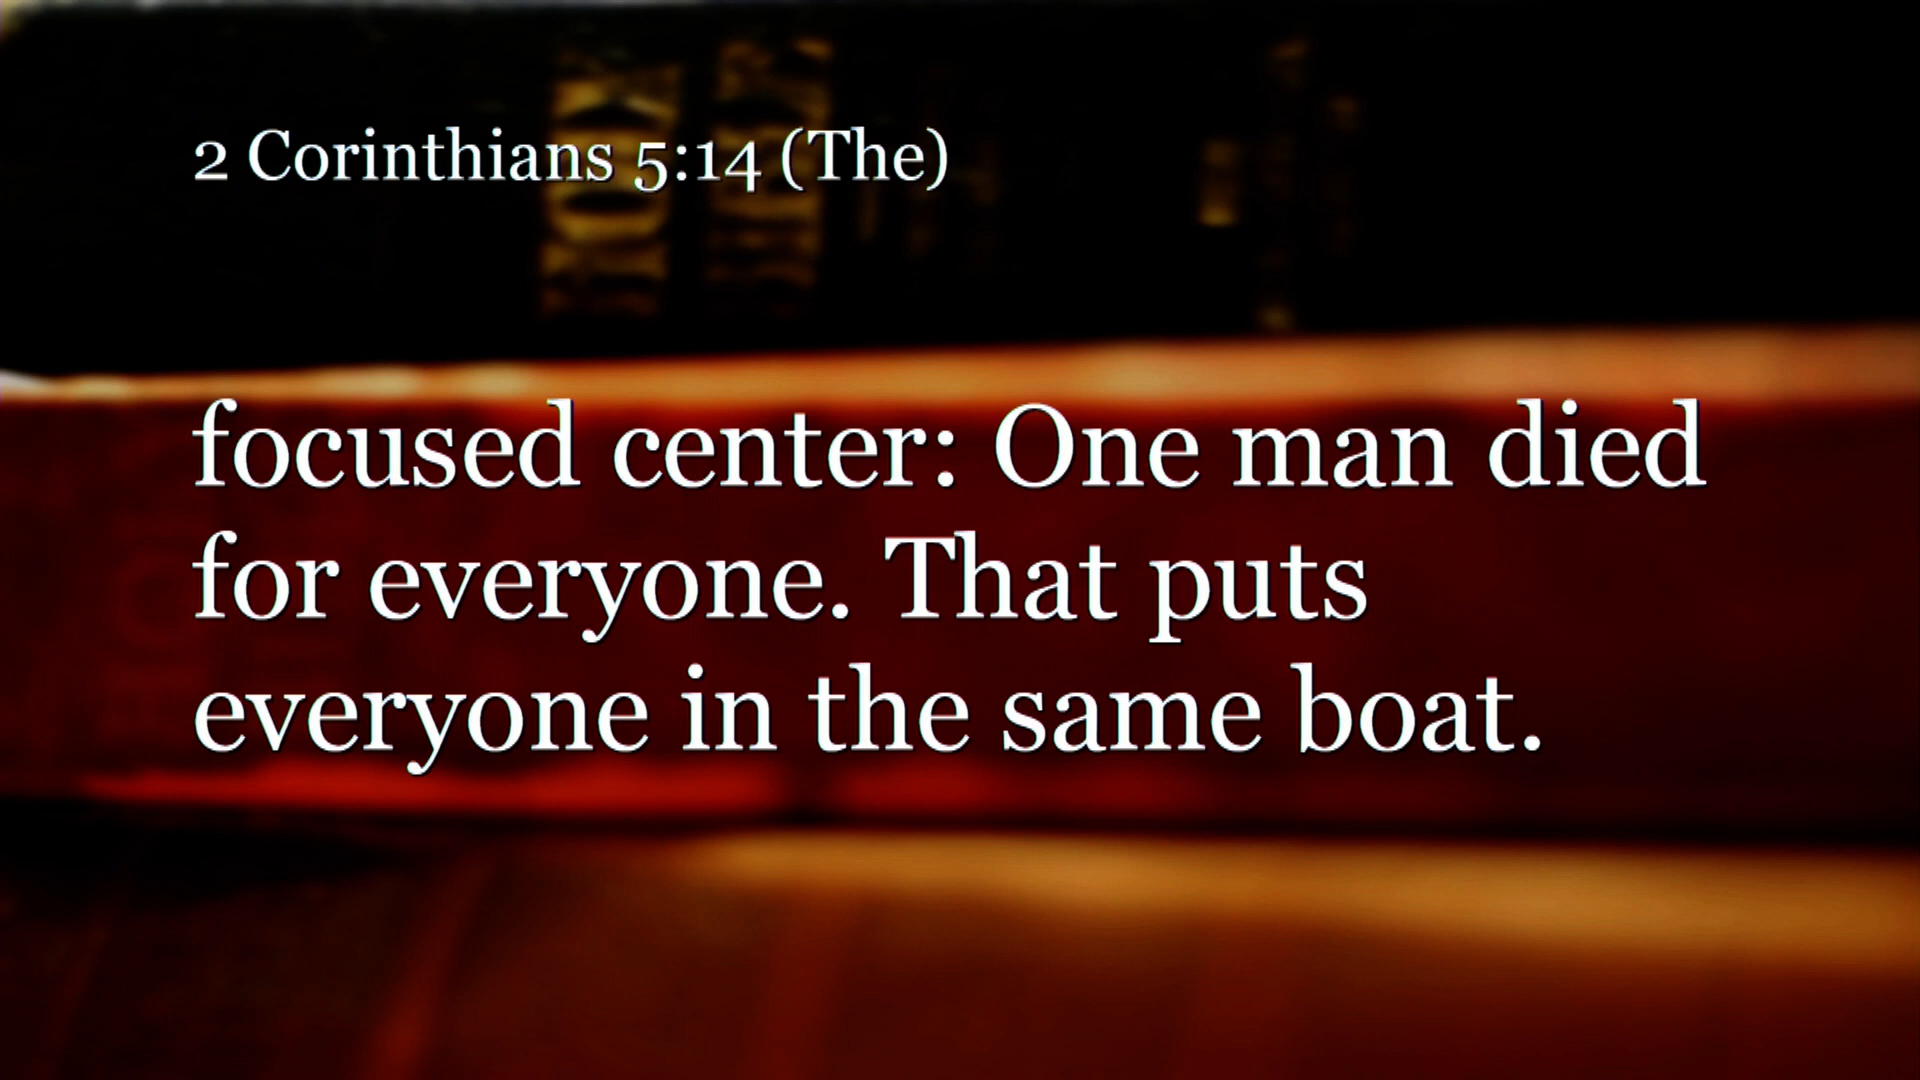 2 Corinthians 5:14 (The)
focused center: One man died
for everyone. That puts
everyone in the same boat.